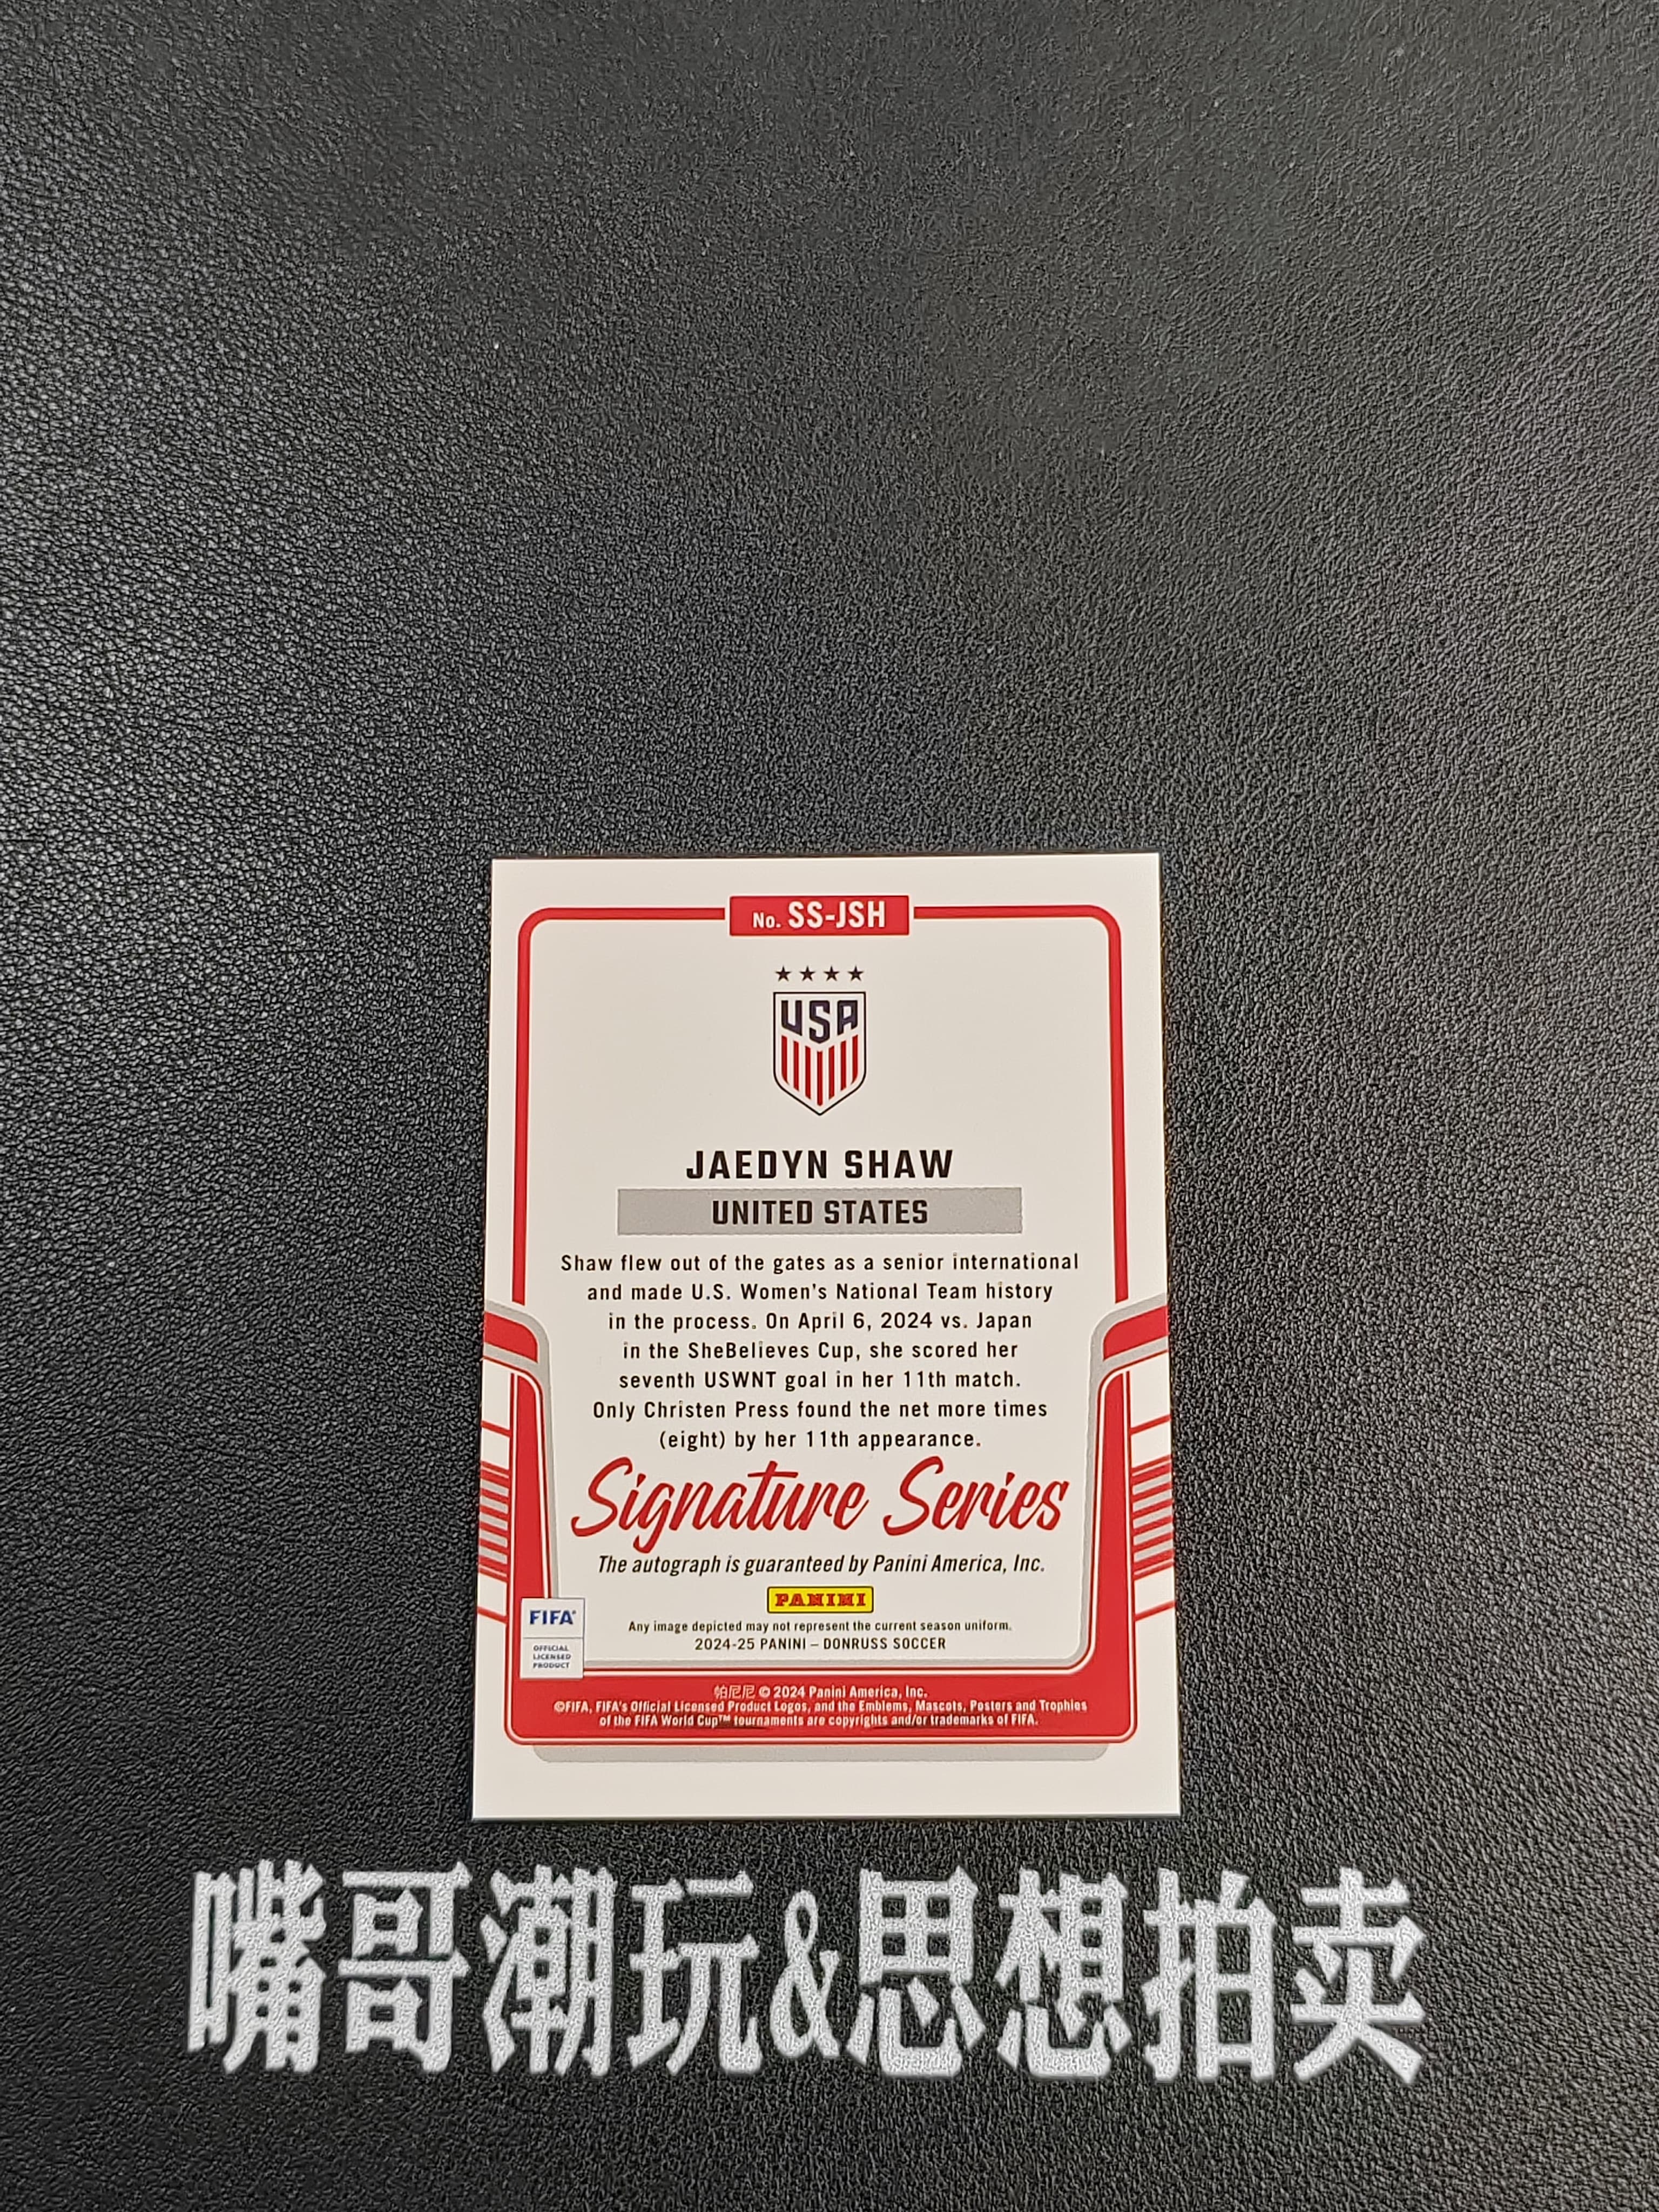 No. SS-JSH
USA
JAEDYN SHAW
UNITED STATES
Shaw flew out of the gates as a senior international
and made U.S. Women's National Team history
in the process. On April 6, 2024 vs. Japan
in the SheBelieves Cup, she scored her
seventh USWNT goal in her 11th match.
Only Christen Press found the net more times
(eight) by her 11th appearance.
Signature Series
The autograph is guaranteed by Panini America, Inc.
PANINI
Any image depicted may not represent the current season uniform.
2024-25 PANINI – DONRUSS SOCCER
FIFA®
OFFICIAL
LICENSED
PRODUCT
帕尼尼 © 2024 Panini America, Inc.
©FIFA, FIFA's Official Licensed Product Logos, and the Emblems, Mascots, Posters and Trophies
of the FIFA World Cup™ tournaments are copyrights and/or trademarks of FIFA.
嘴哥潮玩&思想拍卖